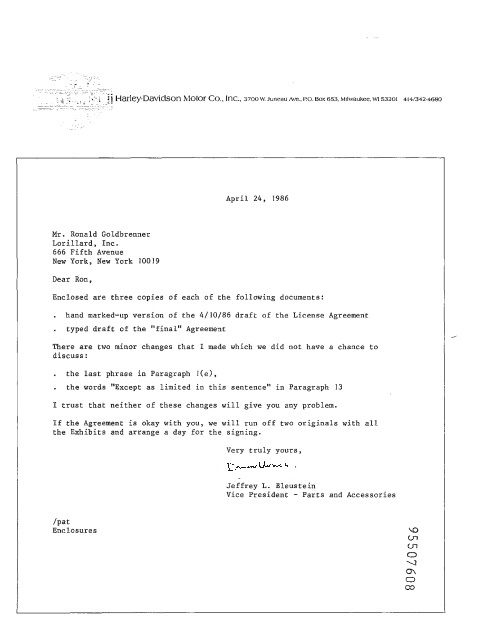 Harley-Davidson Motor Co., Inc., 3700 W. Juneau Ave., P.O. Box 653, Milwaukee, WI 53201 414/342-4680
April 24, 1986
Mr. Ronald Goldbrenner
Lorillard, Inc.
666 Fifth Avenue
New York, New York 10019
Dear Ron,
Enclosed are three copies of each of the following documents:
. hand marked-up version of the 4/10/86 draft of the License Agreement
. typed draft of the "final" Agreement
There are two minor changes that I made which we did not have a chance to
discuss:
. the last phrase in Paragraph 1(e),
. the words "Except as limited in this sentence" in Paragraph 13
I trust that neither of these changes will give you any problem.
If the Agreement is okay with you, we will run off two originals with all
the Exhibits and arrange a day for the signing.
Very truly yours,
Jeffrey L. Bleustein
Vice President - Parts and Accessories
/pat
Enclosures
95507608